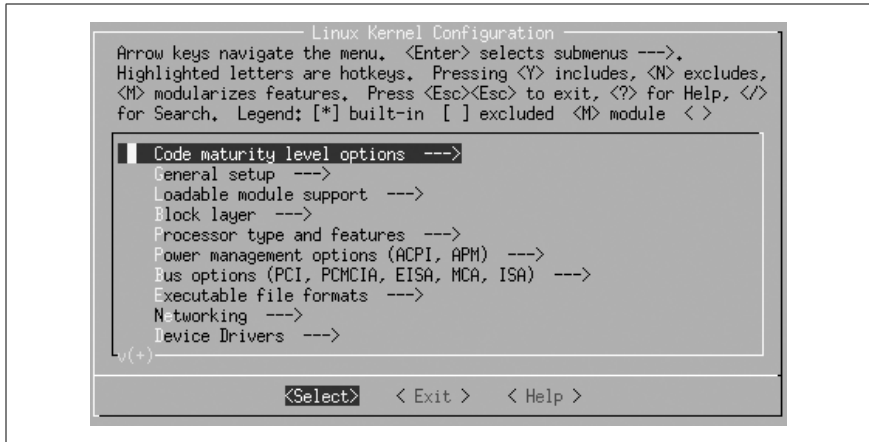 Linux Kernel Configuration
Arrow keys navigate the menu. <Enter> selects submenus --->.
Highlighted letters are hotkeys. Pressing <Y> includes, <N> excludes,
<M> modularizes features. Press <Esc><Esc> to exit, <?> for Help, </>
for Search. Legend: [*] built-in [ ] excluded <M> module < >
Code maturity level options --->
General setup --->
Loadable module support --->
Block layer --->
Processor type and features --->
Power management options (ACPI, APM) --->
Bus options (PCI, PCMCIA, EISA, MCA, ISA) --->
Executable file formats --->
Networking --->
Device Drivers --->
v(+)
<Select> < Exit > < Help >